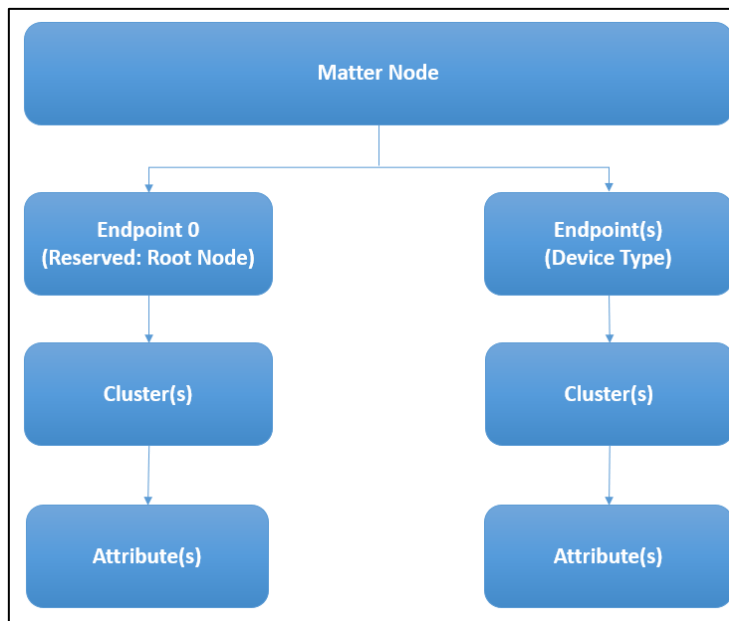 Matter Node
Endpoint 0
(Reserved: Root Node)
Endpoint(s)
(Device Type)
Cluster(s)
Cluster(s)
Attribute(s)
Attribute(s)